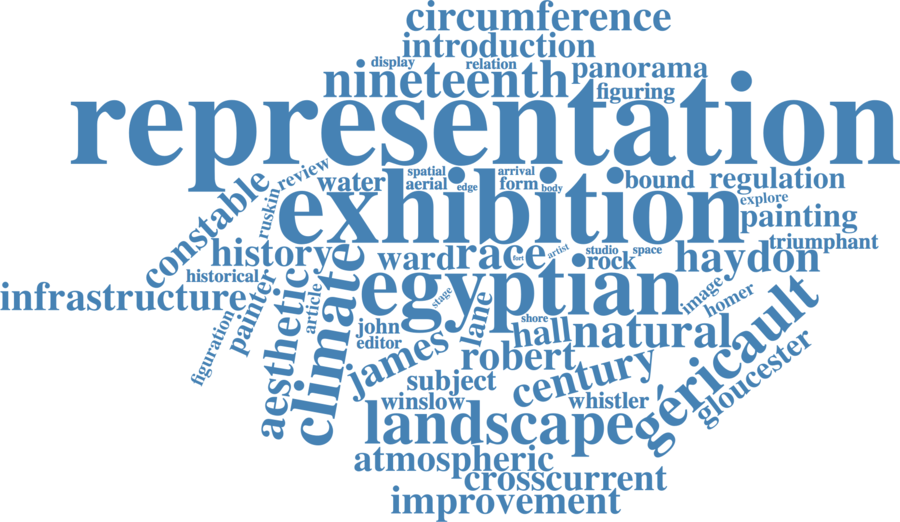 circumference
introduction
display relation
nineteenth panorama
figuring
representation
review spatial arrival
water aerial edge form body bound regulation
constable ruskin exhibition explore
painting
history ward race fort artist studio space triumphant
historical rock haydon
infrastructure painter article climate egyptian stage image homer
figuration aesthetic john lane shore
editor hall natural
james robert géricault
subject century gloucester
winslow whistler
landscape
atmospheric
crosscurrent
improvement